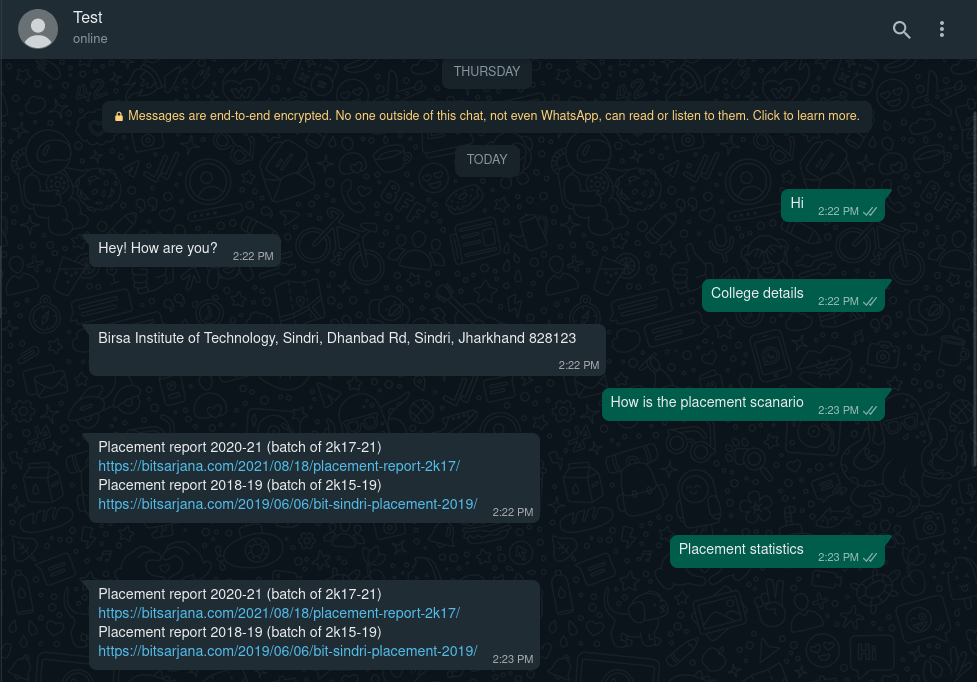 Test
online
THURSDAY
Messages are end-to-end encrypted. No one outside of this chat, not even WhatsApp, can read or listen to them. Click to learn more.
TODAY
Hi 2:22 PM
Hey! How are you? 2:22 PM
College details 2:22 PM
Birsa Institute of Technology, Sindri, Dhanbad Rd, Sindri, Jharkhand 828123
2:22 PM
How is the placement scanario 2:23 PM
Placement report 2020-21 (batch of 2k17-21)
https://bitsarjana.com/2021/08/18/placement-report-2k17/
Placement report 2018-19 (batch of 2k15-19)
https://bitsarjana.com/2019/06/06/bit-sindri-placement-2019/ 2:22 PM
Placement statistics 2:23 PM
Placement report 2020-21 (batch of 2k17-21)
https://bitsarjana.com/2021/08/18/placement-report-2k17/
Placement report 2018-19 (batch of 2k15-19)
https://bitsarjana.com/2019/06/06/bit-sindri-placement-2019/ 2:23 PM